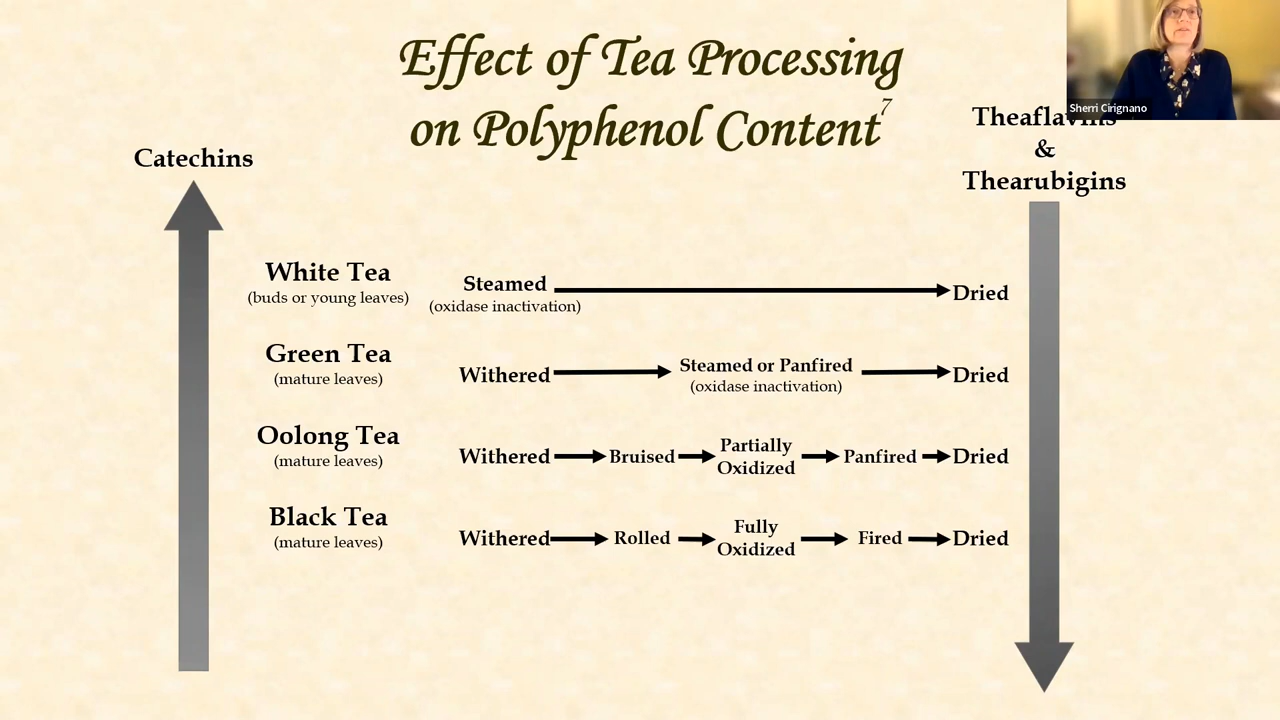 Effect of Tea Processing
on Polyphenol Content7
Sherri Cirignano
Catechins
Theaflavins
&
Thearubigins
White Tea
(buds or young leaves)
Steamed
(oxidase inactivation)
Dried
Green Tea
(mature leaves)
Withered
Steamed or Panfired
(oxidase inactivation)
Dried
Oolong Tea
(mature leaves)
Withered
Bruised
Partially
Oxidized
Panfired
Dried
Black Tea
(mature leaves)
Withered
Rolled
Fully
Oxidized
Fired
Dried